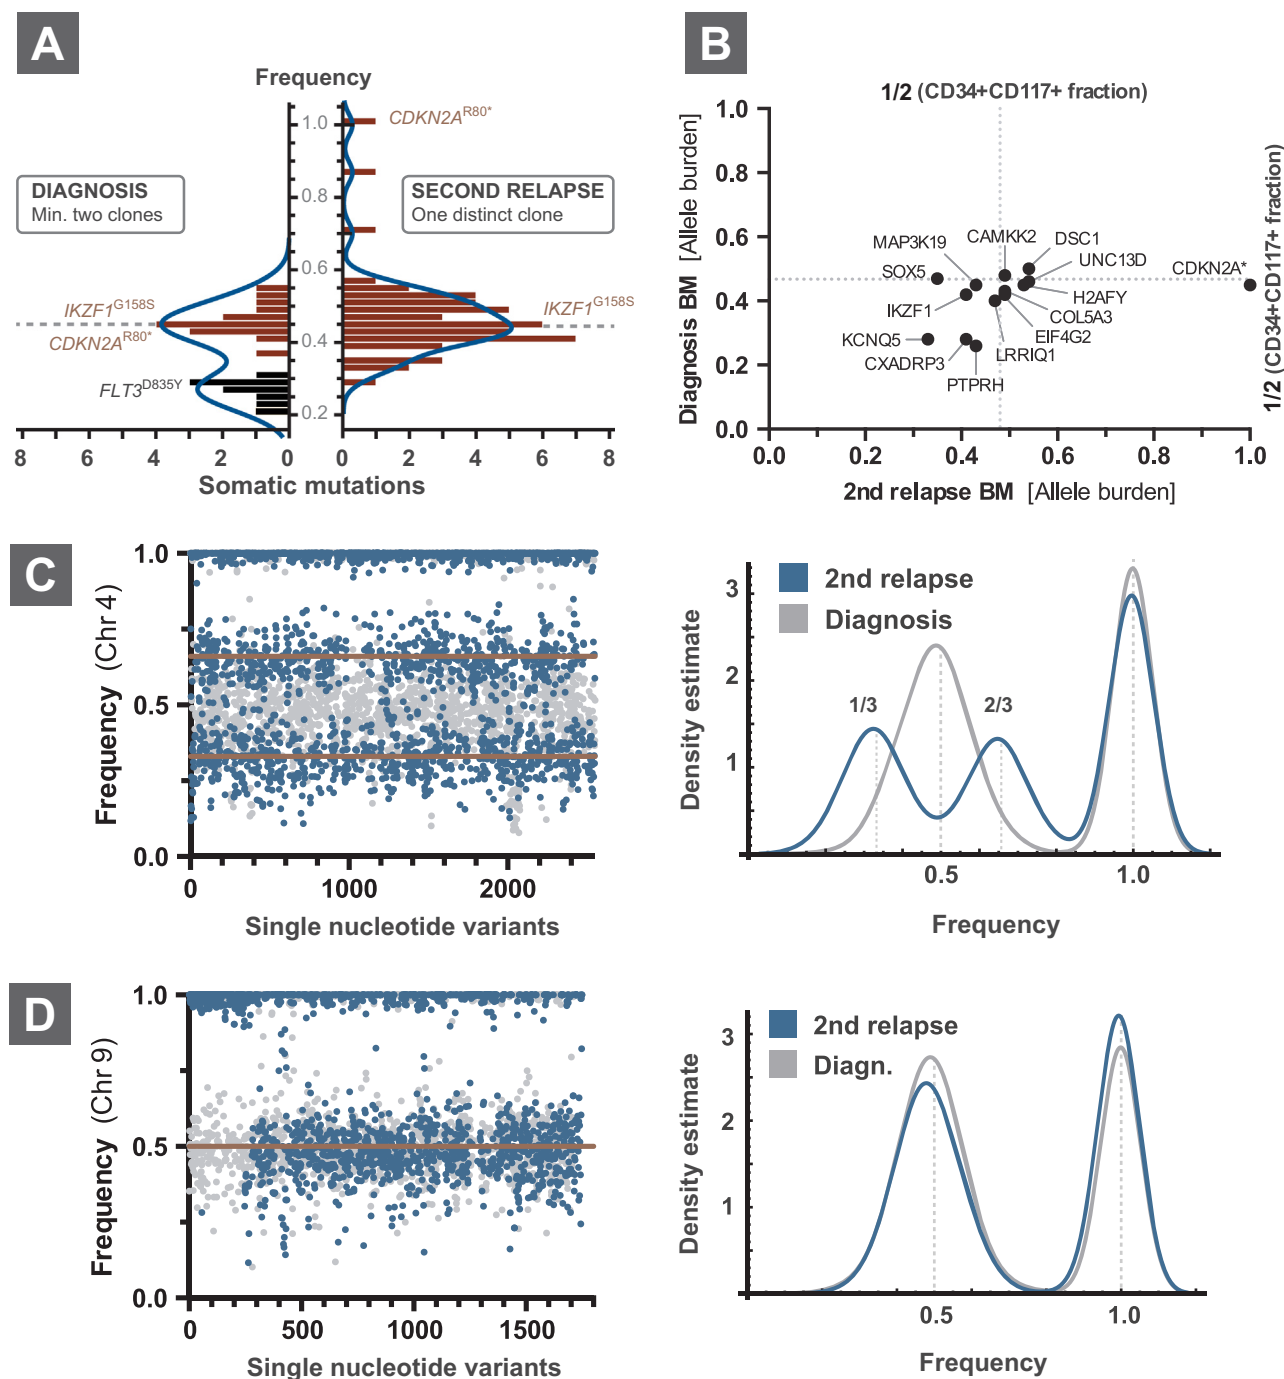 A
Frequency
CDKN2A^R80*
DIAGNOSIS
Min. two clones
SECOND RELAPSE
One distinct clone
IKZF1^G158S
CDKN2A^R80*
FLT3^D835Y
IKZF1^G158S
1.0
0.8
0.6
0.4
0.2
8 6 4 2 0
0 2 4 6 8
Somatic mutations
B
1/2 (CD34+CD117+ fraction)
1/2 (CD34+CD117+ fraction)
Diagnosis BM [Allele burden]
1.0
0.8
0.6
0.4
0.2
0.0
MAP3K19
CAMKK2
DSC1
UNC13D
SOX5
CDKN2A*
IKZF1
H2AFY
COL5A3
EIF4G2
KCNQ5
LRRIQ1
CXADRP3
PTPRH
0.0 0.2 0.4 0.6 0.8 1.0
2nd relapse BM [Allele burden]
C
Frequency (Chr 4)
1.0
0.5
0.0
0 1000 2000
Single nucleotide variants
2nd relapse
Diagnosis
Density estimate
3
2
1
1/3
2/3
0.5 1.0
Frequency
D
Frequency (Chr 9)
1.0
0.5
0.0
0 500 1000 1500
Single nucleotide variants
2nd relapse
Diagn.
Density estimate
3
2
1
0.5 1.0
Frequency